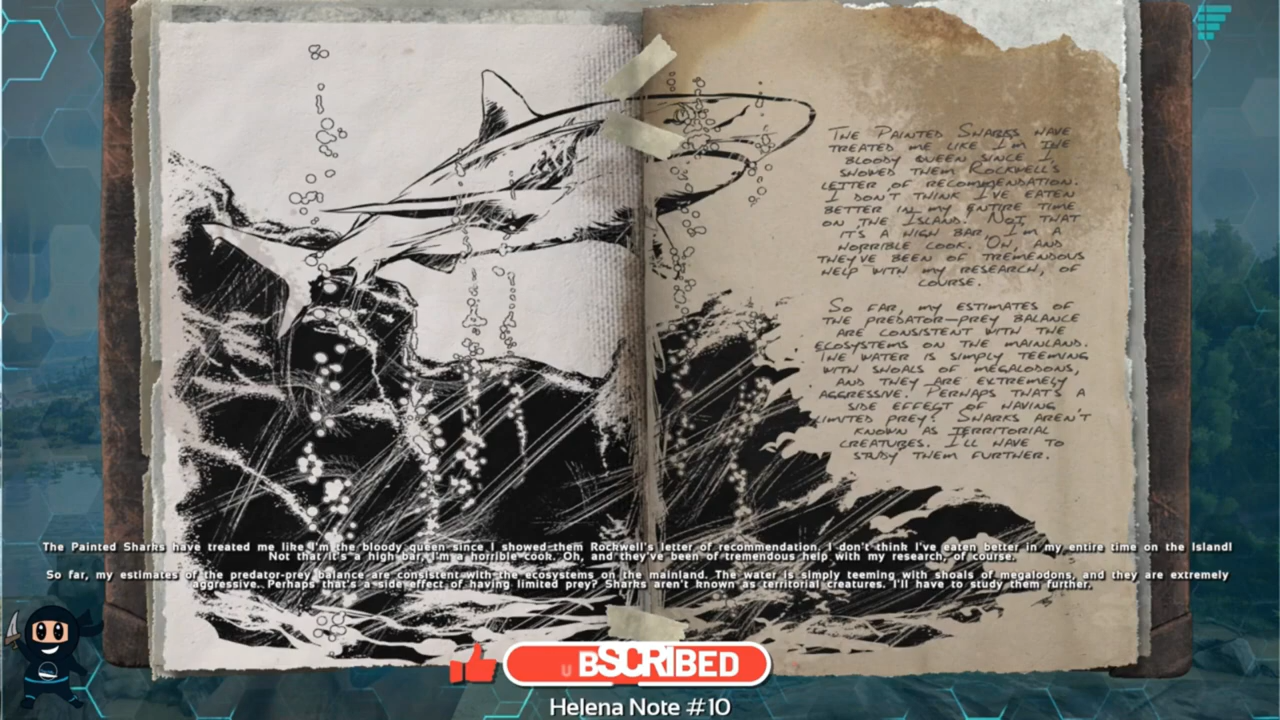 The Painted Sharks have
treated me like I'm the
bloody queen since I
showed them Rockwell's
letter of recommendation.
I don't think I've eaten
better in my entire time
on the Island! Not that
it's a high bar, I'm a
horrible cook. Oh, and
they've been of tremendous
help with my research, of
course.
So far, my estimates of
the predator-prey balance
are consistent with the
ecosystems on the mainland.
The water is simply teeming
with shoals of megalodons,
and they are extremely
aggressive. Perhaps that's a
side effect of having
limited prey? Sharks aren't
known as territorial
creatures. I'll have to
study them further.
The Painted Sharks have treated me like I'm the bloody queen since I showed them Rockwell's letter of recommendation. I don't think I've eaten better in my entire time on the Island!
ot that it's a high bar, I'm a horrible cook. Oh, and they've been of tremendous help with my research, of course.
So far, my estimates of the predator-prey balance are consistent with the ecosystems on the mainland. The water is simply teeming with shoals of megalodons, and they are extremely
aggressive. Perhaps that's a side effect of having limited prey? Sharks aren't known as territorial creatures. I'll have to study them further.
U BSCRIBED
Helena Note #10